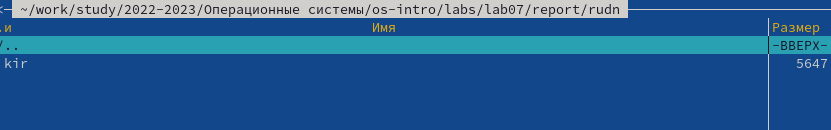 ~/work/study/2022-2023/Операционные системы/os-intro/labs/lab07/report/rudn
.и Имя Размер
/.. -ВВЕРХ-
kir 5647